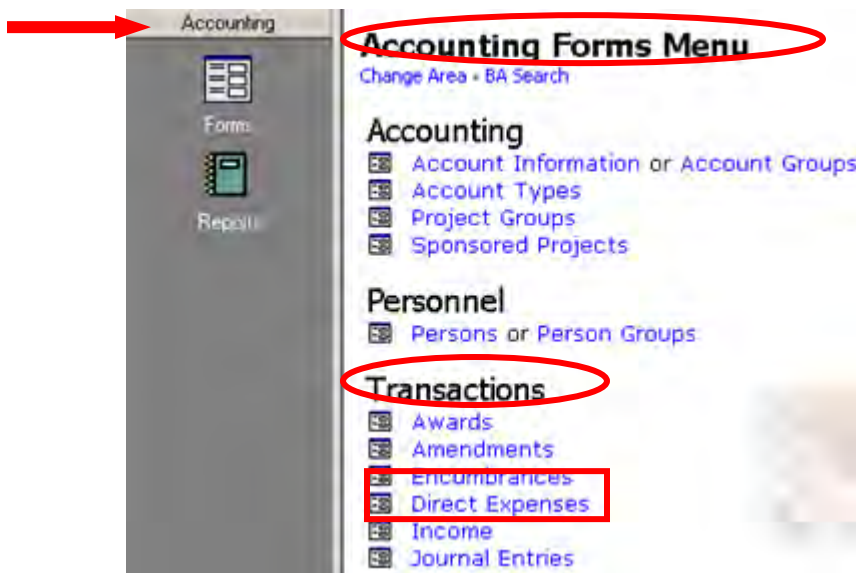 Accounting
Forms
Reports
Accounting Forms Menu
Change Area - BA Search
Accounting
Account Information or Account Groups
Account Types
Project Groups
Sponsored Projects
Personnel
Persons or Person Groups
Transactions
Awards
Amendments
Encumbrances
Direct Expenses
Income
Journal Entries